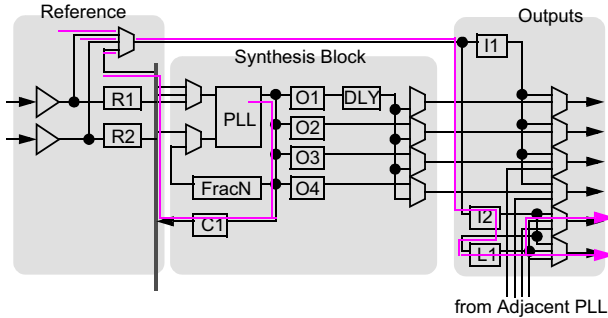 Reference
Outputs
Synthesis Block
I1
R1
R2
PLL
O1
DLY
O2
O3
FracN
O4
C1
I2
L1
from Adjacent PLL